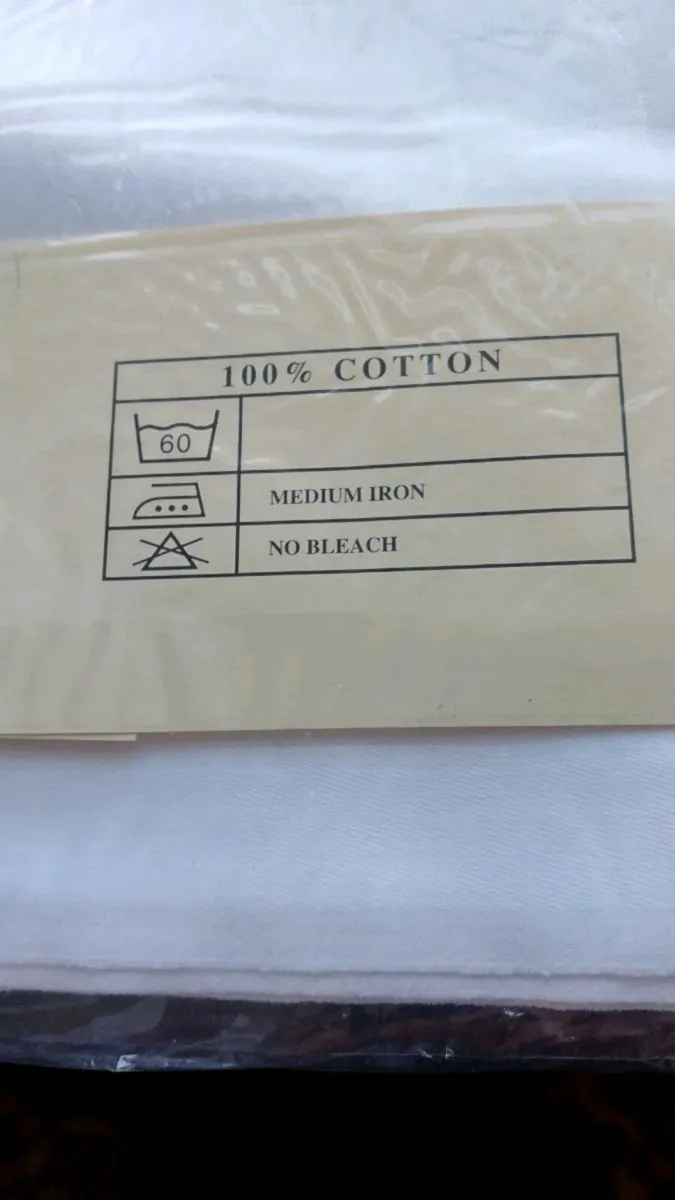 100% COTTON
60
MEDIUM IRON
NO BLEACH